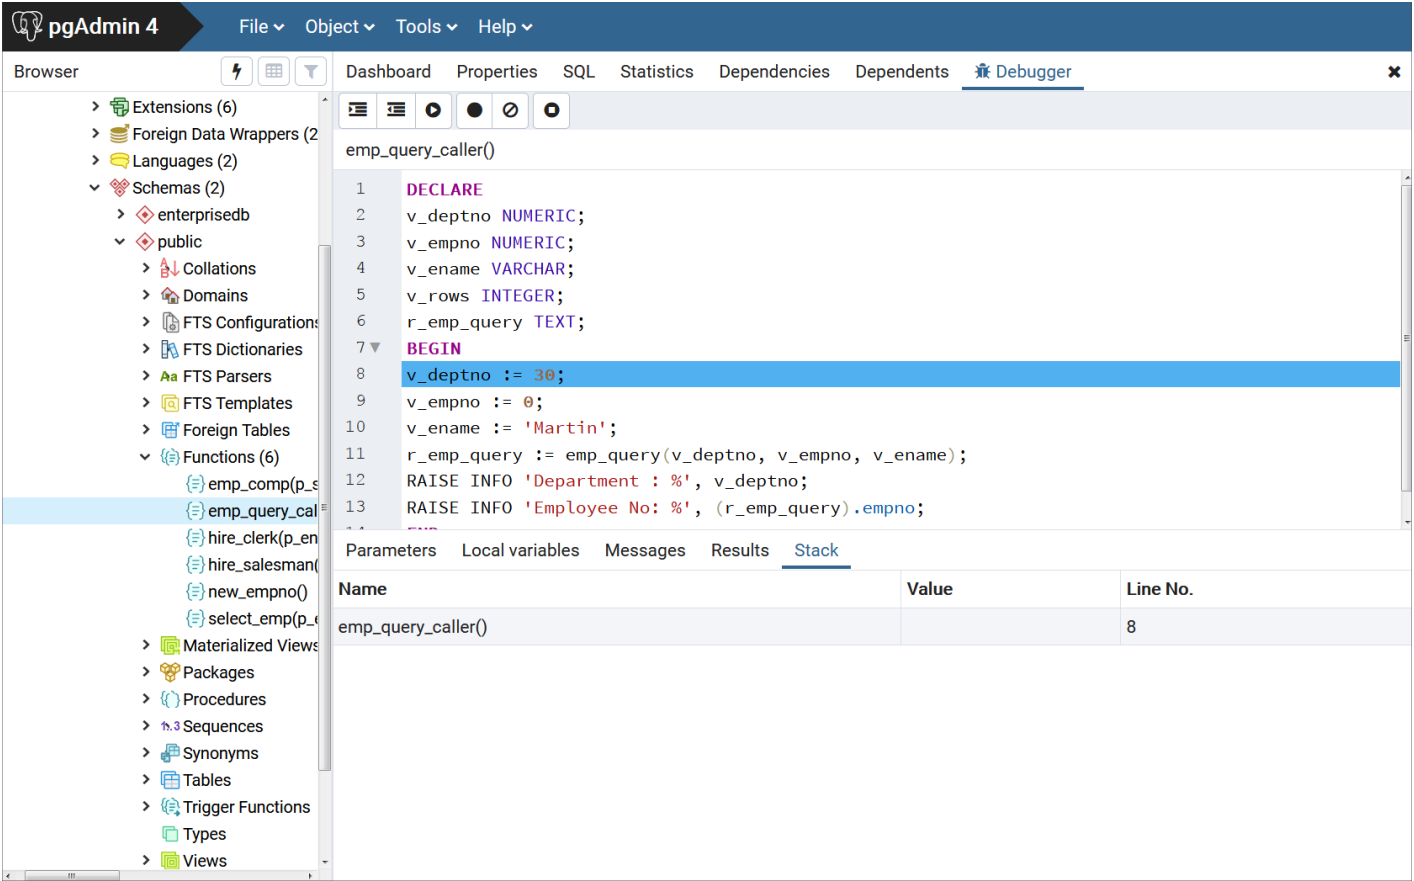 pgAdmin 4
File Object Tools Help
Browser
Dashboard Properties SQL Statistics Dependencies Dependents Debugger
Extensions (6)
Foreign Data Wrappers (2
Languages (2)
Schemas (2)
enterprisedb
public
Collations
Domains
FTS Configurations
FTS Dictionaries
Aa FTS Parsers
FTS Templates
Foreign Tables
Functions (6)
emp_comp(p_s
emp_query_cal
hire_clerk(p_en
hire_salesman(
new_empno()
select_emp(p_e
Materialized Views
Packages
Procedures
1..3 Sequences
Synonyms
Tables
Trigger Functions
Types
Views
emp_query_caller()
1 DECLARE
2 v_deptno NUMERIC;
3 v_empno NUMERIC;
4 v_ename VARCHAR;
5 v_rows INTEGER;
6 r_emp_query TEXT;
7 BEGIN
8 v_deptno := 30;
9 v_empno := 0;
10 v_ename := 'Martin';
11 r_emp_query := emp_query(v_deptno, v_empno, v_ename);
12 RAISE INFO 'Department : %', v_deptno;
13 RAISE INFO 'Employee No: %', (r_emp_query).empno;
Parameters Local variables Messages Results Stack
Name Value Line No.
emp_query_caller() 8